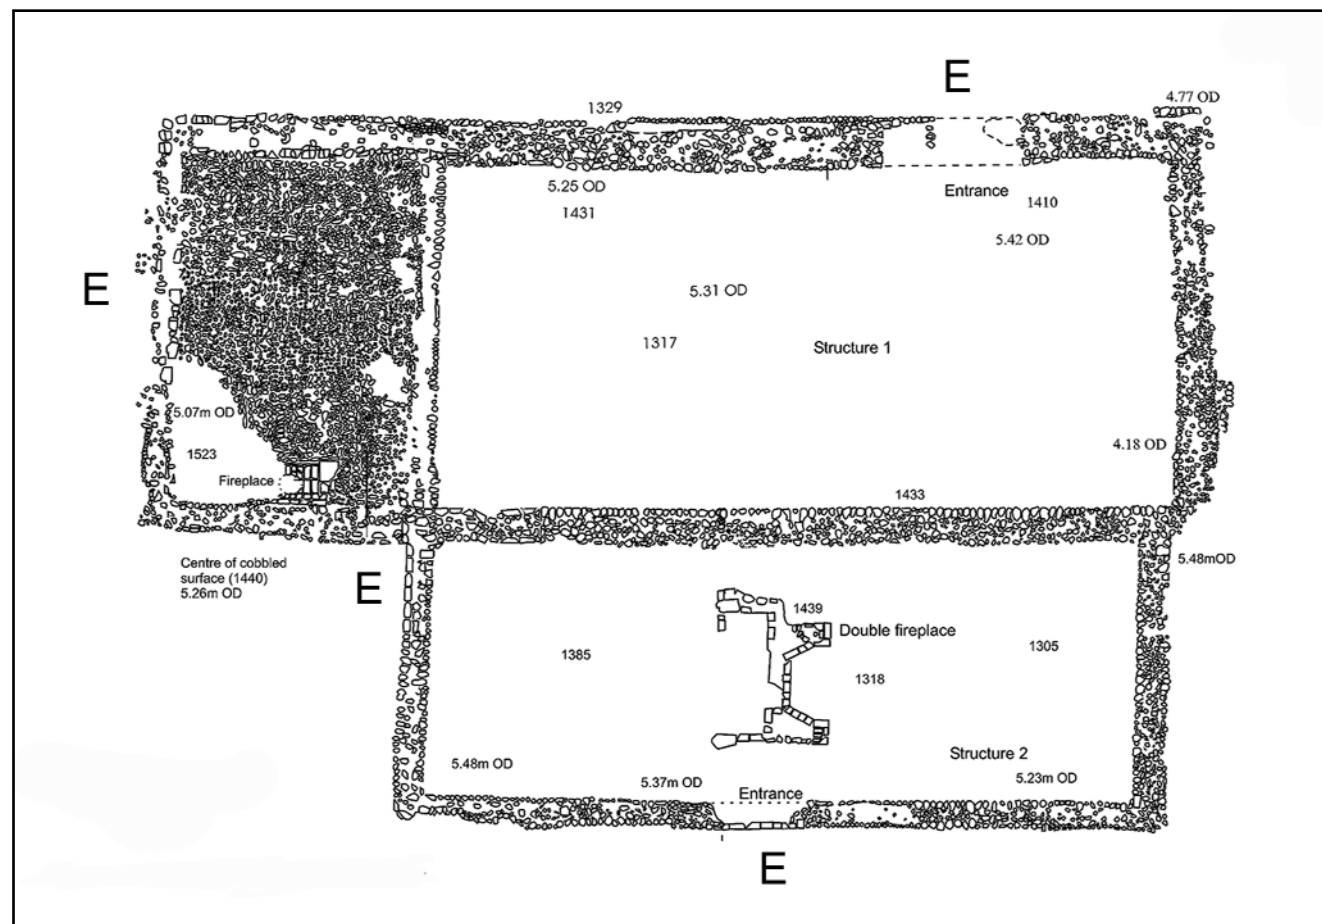 E
4.77 OD
1329
5.25 OD
1431
Entrance
1410
5.42 OD
E
5.31 OD
1317
Structure 1
5.07m OD
1523
Fireplace
4.18 OD
1433
Centre of cobbled
surface (1440)
5.26m OD
E
5.48mOD
1439
Double fireplace
1385
1305
1318
Structure 2
5.48m OD
5.37m OD
Entrance
5.23m OD
E